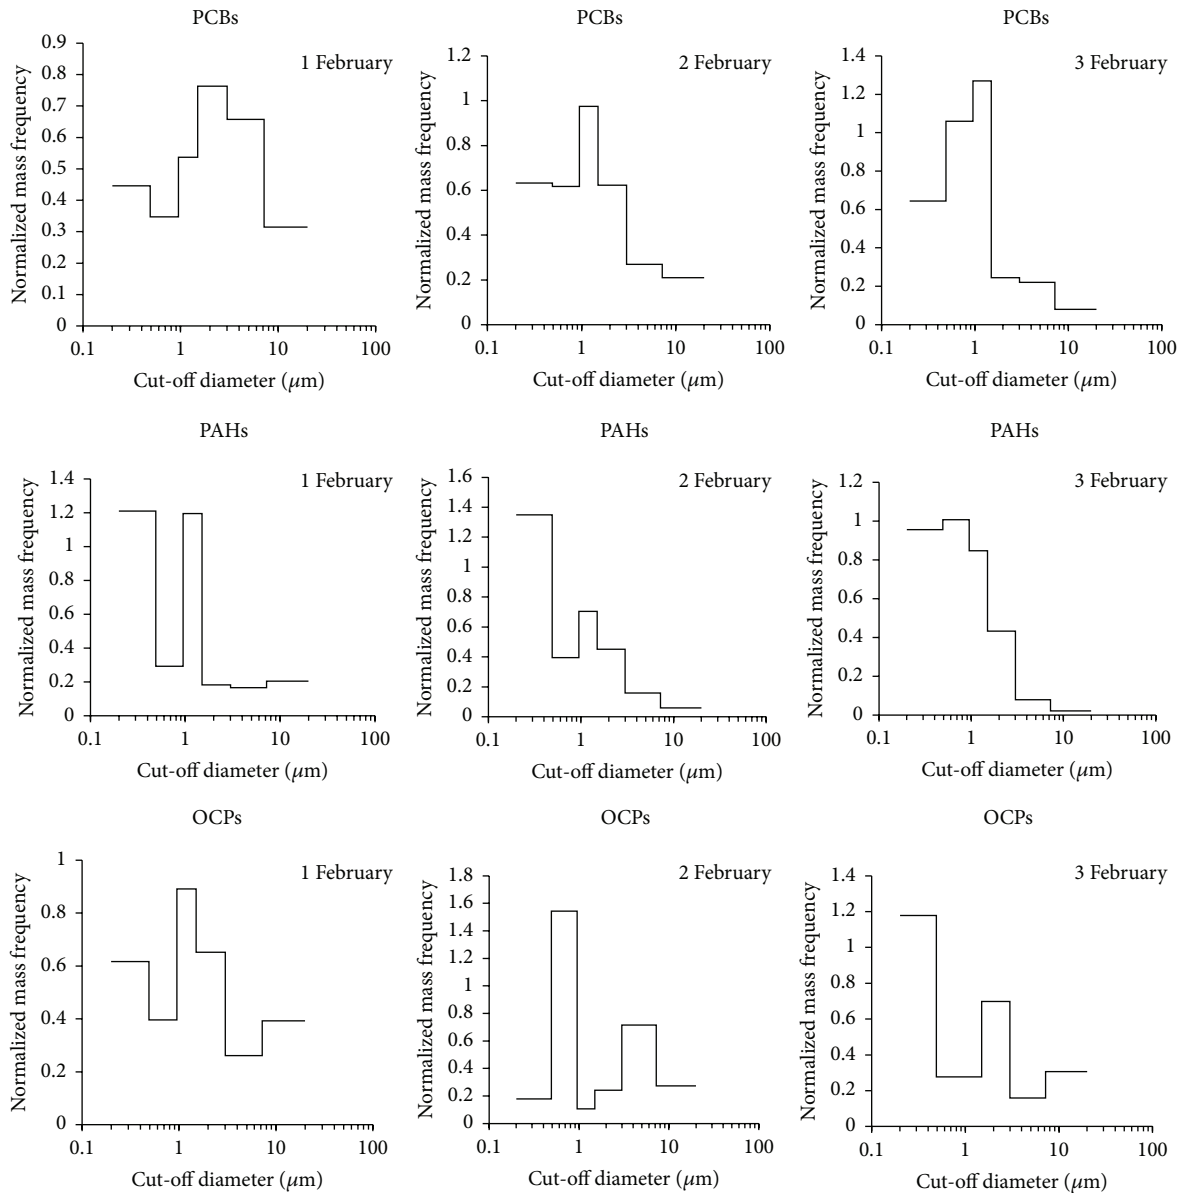 PCBs
1 February
Normalized mass frequency
0.9
0.8
0.7
0.6
0.5
0.4
0.3
0.2
0.1
0
0.1 1 10 100
Cut-off diameter (μm)
PCBs
2 February
Normalized mass frequency
1.2
1
0.8
0.6
0.4
0.2
0
0.1 1 10 100
Cut-off diameter (μm)
PCBs
3 February
Normalized mass frequency
1.4
1.2
1
0.8
0.6
0.4
0.2
0
0.1 1 10 100
Cut-off diameter (μm)
PAHs
1 February
Normalized mass frequency
1.4
1.2
1
0.8
0.6
0.4
0.2
0
0.1 1 10 100
Cut-off diameter (μm)
PAHs
2 February
Normalized mass frequency
1.6
1.4
1.2
1
0.8
0.6
0.4
0.2
0
0.1 1 10 100
Cut-off diameter (μm)
PAHs
3 February
Normalized mass frequency
1.2
1
0.8
0.6
0.4
0.2
0
0.1 1 10 100
Cut-off diameter (μm)
OCPs
1 February
Normalized mass frequency
1
0.8
0.6
0.4
0.2
0
0.1 1 10 100
Cut-off diameter (μm)
OCPs
2 February
Normalized mass frequency
1.8
1.6
1.4
1.2
1
0.8
0.6
0.4
0.2
0
0.1 1 10 100
Cut-off diameter (μm)
OCPs
3 February
Normalized mass frequency
1.4
1.2
1
0.8
0.6
0.4
0.2
0
0.1 1 10 100
Cut-off diameter (μm)